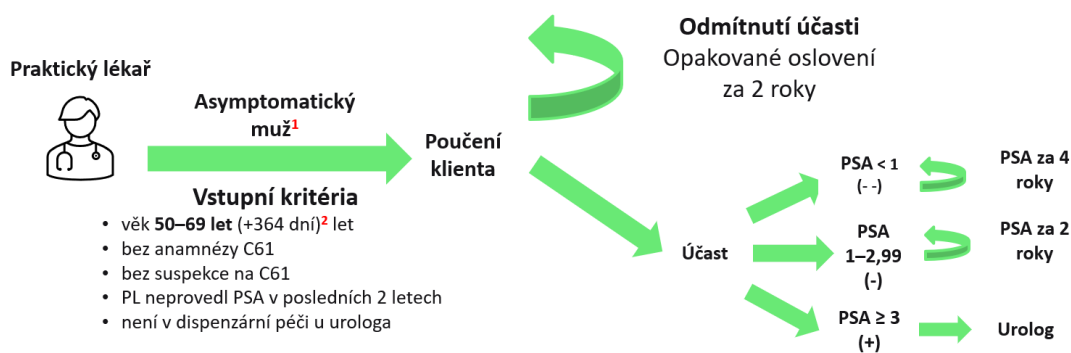 Praktický lékař
Asymptomatický
muž1
Vstupní kritéria
• věk 50–69 let (+364 dní)2 let
• bez anamnézy C61
• bez suspekce na C61
• PL neprovedl PSA v posledních 2 letech
• není v dispenzární péči u urologa
Poučení
klienta
Odmítnutí účasti
Opakované oslovení
za 2 roky
Účast
PSA < 1
(- -)
PSA za 4
roky
PSA
1–2,99
(-)
PSA za 2
roky
PSA ≥ 3
(+)
Urolog